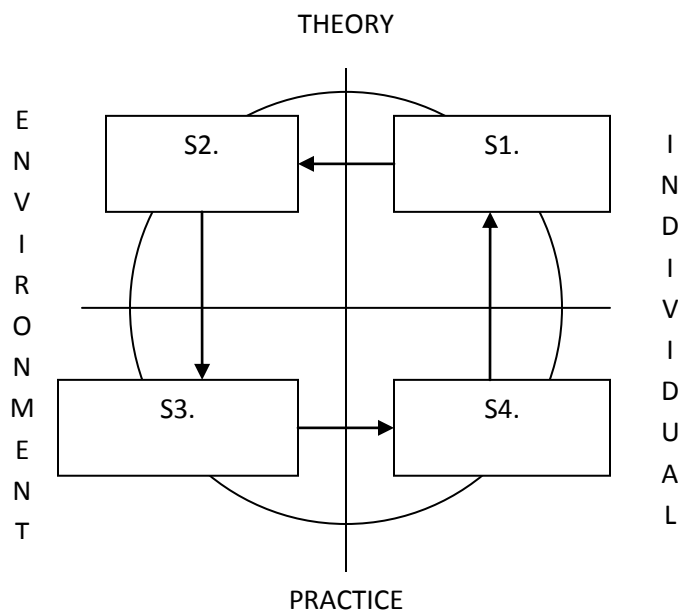 THEORY
ENVIRONMENT
S2.
S1.
INDIVIDUAL
S3.
S4.
PRACTICE